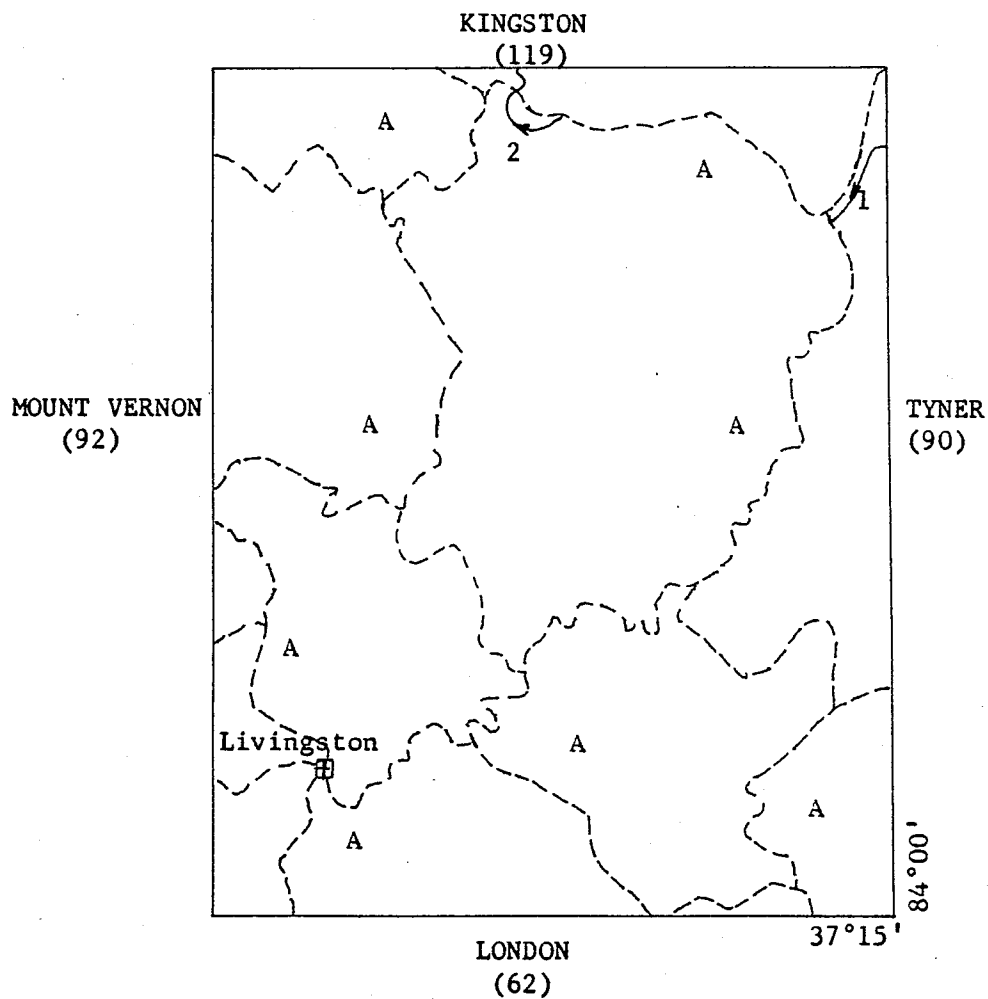 KINGSTON
(119)
A
2
A
1
MOUNT VERNON
(92)
A
A
TYNER
(90)
A
Livingston
A
A
A
84°00'
37°15'
LONDON
(62)